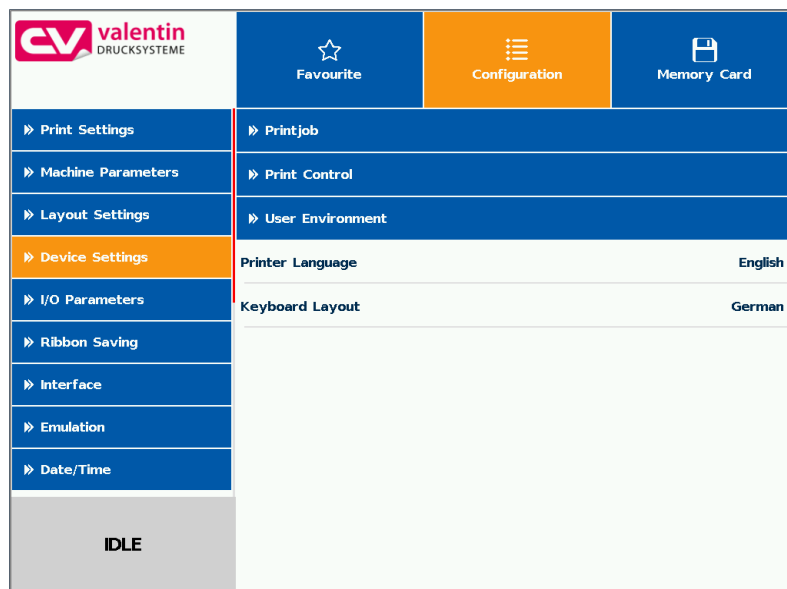 valentin
DRUCKSYSTEME
Favourite
Configuration
Memory Card
Print Settings
Machine Parameters
Layout Settings
Device Settings
I/O Parameters
Ribbon Saving
Interface
Emulation
Date/Time
IDLE
Printjob
Print Control
User Environment
Printer Language English
Keyboard Layout German